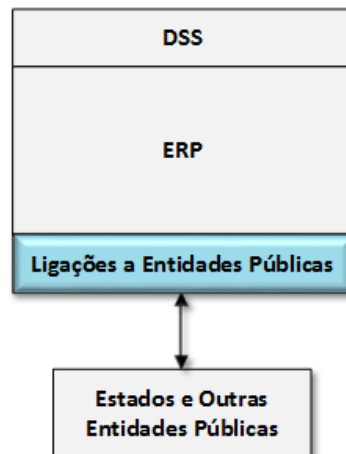 DSS
ERP
Ligações a Entidades Públicas
Estados e Outras
Entidades Públicas